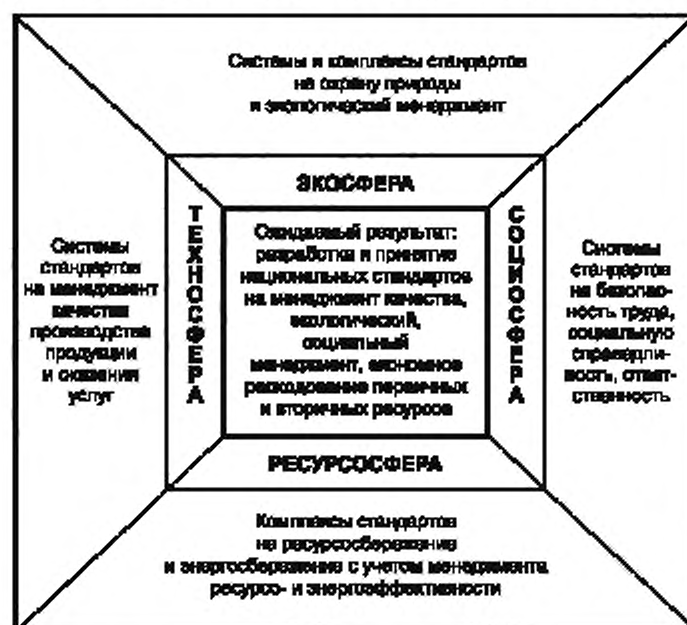 Системы и комплексы стандартов
на охрану природы
и экологический менеджмент
ЭКОСФЕРА
ТЕХНОСФЕРА
СОЦИОСФЕРА
Системы
стандартов
на менеджмент
качества
производства
продукции
и оказания
услуг
Ожидаемый результат:
разработка и принятие
национальных стандартов
на менеджмент качества,
экологический,
социальный
менеджмент, экономное
расходование первичных
и вторичных ресурсов
Системы
стандартов
на безопас-
ность труда,
социальную
справедли-
вость, ответ-
ственность
РЕСУРСОСФЕРА
Комплексы стандартов
на ресурсосбережение
и энергосбережение с учетом менеджмента
ресурсо- и энергоэффективности